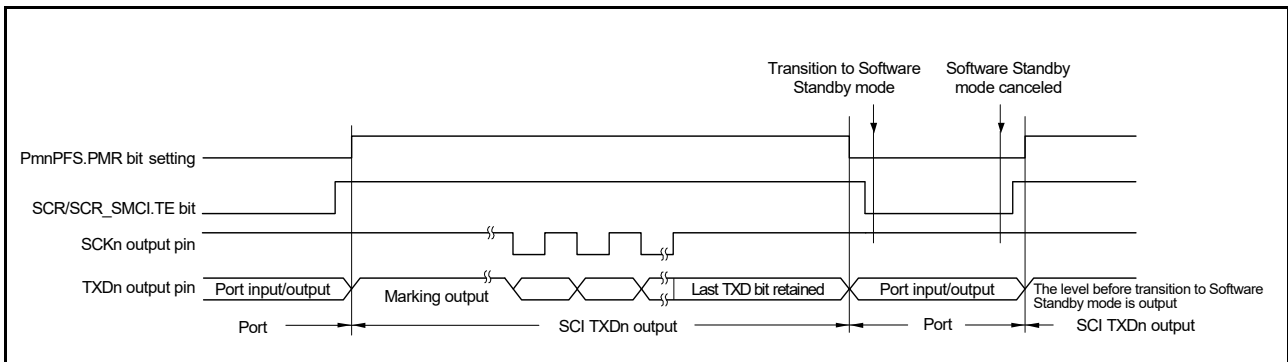 Transition to Software
Standby mode
Software Standby
mode canceled
PmnPFS.PMR bit setting
SCR/SCR_SMCI.TE bit
SCKn output pin
TXDn output pin
Port input/output
Marking output
Last TXD bit retained
Port input/output
The level before transition to Software
Standby mode is output
Port
SCI TXDn output
Port
SCI TXDn output